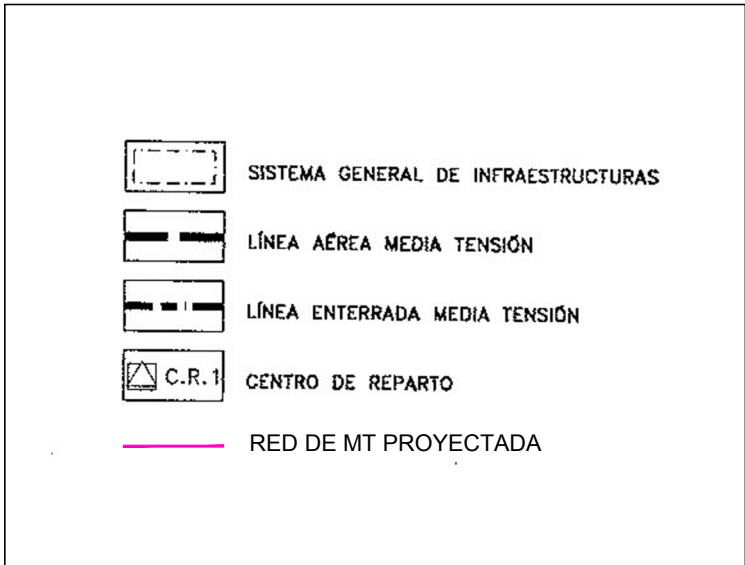 SISTEMA GENERAL DE INFRAESTRUCTURAS
LÍNEA AÉREA MEDIA TENSIÓN
LÍNEA ENTERRADA MEDIA TENSIÓN
C.R.1 CENTRO DE REPARTO
RED DE MT PROYECTADA